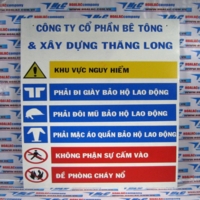 CÔNG TY CỔ PHẦN BÊ TÔNG
& XÂY DỰNG THĂNG LONG
KHU VỰC NGUY HIỂM
PHẢI ĐI GIÀY BẢO HỘ LAO ĐỘNG
PHẢI ĐỘI MŨ BẢO HỘ LAO ĐỘNG
PHẢI MẶC ÁO QUẦN BẢO HỘ LAO ĐỘNG
KHÔNG PHẬN SỰ CẤM VÀO
ĐỀ PHÒNG CHÁY NỔ